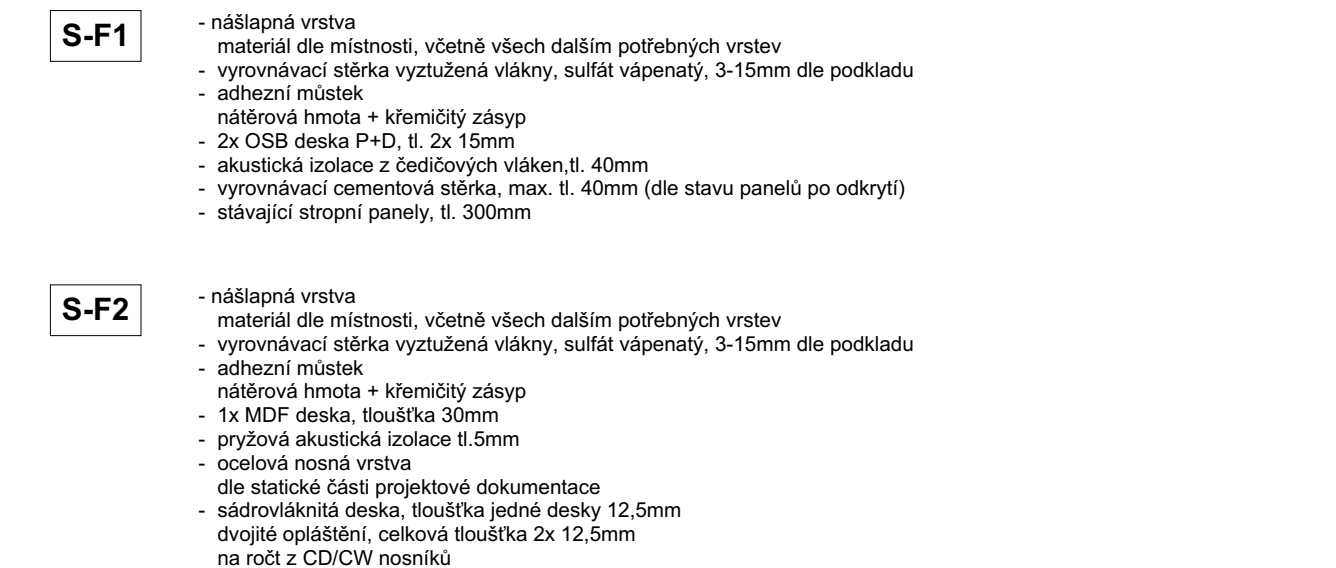 S-F1
- nášlapná vrstva
materiál dle místnosti, včetně všech dalším potřebných vrstev
- vyrovnávací stěrka vyztužená vlákny, sulfát vápenatý, 3-15mm dle podkladu
- adhezní můstek
nátěrová hmota + křemičitý zásyp
- 2x OSB deska P+D, tl. 2x 15mm
- akustická izolace z čedičových vláken,tl. 40mm
- vyrovnávací cementová stěrka, max. tl. 40mm (dle stavu panelů po odkrytí)
- stávající stropní panely, tl. 300mm
S-F2
- nášlapná vrstva
materiál dle místnosti, včetně všech dalším potřebných vrstev
- vyrovnávací stěrka vyztužená vlákny, sulfát vápenatý, 3-15mm dle podkladu
- adhezní můstek
nátěrová hmota + křemičitý zásyp
- 1x MDF deska, tloušťka 30mm
- pryžová akustická izolace tl.5mm
- ocelová nosná vrstva
dle statické části projektové dokumentace
- sádrovláknitá deska, tloušťka jedné desky 12,5mm
dvojité opláštění, celková tloušťka 2x 12,5mm
na ročt z CD/CW nosníků